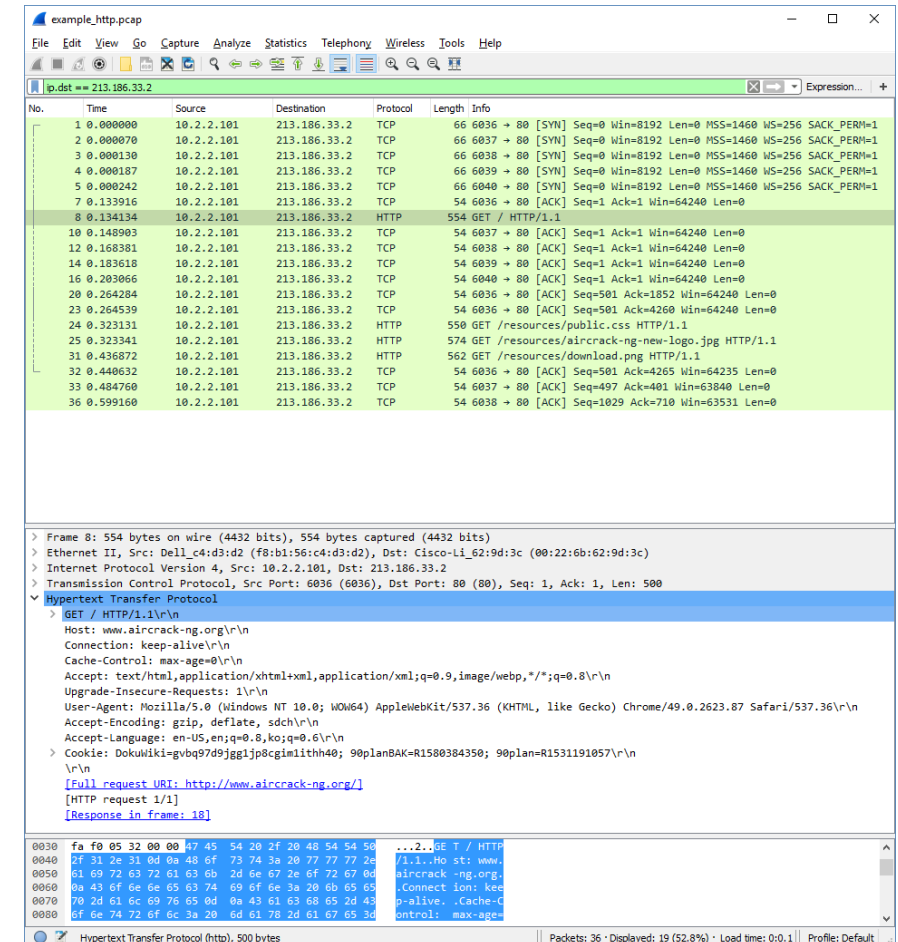 example_http.pcap
File Edit View Go Capture Analyze Statistics Telephony Wireless Tools Help
ip.dst == 213.186.33.2 Expression... +
No. Time Source Destination Protocol Length Info
1 0.000000 10.2.2.101 213.186.33.2 TCP 66 6036 → 80 [SYN] Seq=0 Win=8192 Len=0 MSS=1460 WS=256 SACK_PERM=1
2 0.000070 10.2.2.101 213.186.33.2 TCP 66 6037 → 80 [SYN] Seq=0 Win=8192 Len=0 MSS=1460 WS=256 SACK_PERM=1
3 0.000130 10.2.2.101 213.186.33.2 TCP 66 6038 → 80 [SYN] Seq=0 Win=8192 Len=0 MSS=1460 WS=256 SACK_PERM=1
4 0.000187 10.2.2.101 213.186.33.2 TCP 66 6039 → 80 [SYN] Seq=0 Win=8192 Len=0 MSS=1460 WS=256 SACK_PERM=1
5 0.000242 10.2.2.101 213.186.33.2 TCP 66 6040 → 80 [SYN] Seq=0 Win=8192 Len=0 MSS=1460 WS=256 SACK_PERM=1
7 0.133916 10.2.2.101 213.186.33.2 TCP 54 6036 → 80 [ACK] Seq=1 Ack=1 Win=64240 Len=0
8 0.134134 10.2.2.101 213.186.33.2 HTTP 554 GET / HTTP/1.1
10 0.148903 10.2.2.101 213.186.33.2 TCP 54 6037 → 80 [ACK] Seq=1 Ack=1 Win=64240 Len=0
12 0.168381 10.2.2.101 213.186.33.2 TCP 54 6038 → 80 [ACK] Seq=1 Ack=1 Win=64240 Len=0
14 0.183618 10.2.2.101 213.186.33.2 TCP 54 6039 → 80 [ACK] Seq=1 Ack=1 Win=64240 Len=0
16 0.203066 10.2.2.101 213.186.33.2 TCP 54 6040 → 80 [ACK] Seq=1 Ack=1 Win=64240 Len=0
20 0.264284 10.2.2.101 213.186.33.2 TCP 54 6036 → 80 [ACK] Seq=501 Ack=1852 Win=64240 Len=0
23 0.264539 10.2.2.101 213.186.33.2 TCP 54 6036 → 80 [ACK] Seq=501 Ack=4260 Win=64240 Len=0
24 0.323131 10.2.2.101 213.186.33.2 HTTP 550 GET /resources/public.css HTTP/1.1
25 0.323341 10.2.2.101 213.186.33.2 HTTP 574 GET /resources/aircrack-ng-new-logo.jpg HTTP/1.1
31 0.436872 10.2.2.101 213.186.33.2 HTTP 562 GET /resources/download.png HTTP/1.1
32 0.440632 10.2.2.101 213.186.33.2 TCP 54 6036 → 80 [ACK] Seq=501 Ack=4265 Win=64235 Len=0
33 0.484760 10.2.2.101 213.186.33.2 TCP 54 6037 → 80 [ACK] Seq=497 Ack=401 Win=63840 Len=0
36 0.599160 10.2.2.101 213.186.33.2 TCP 54 6038 → 80 [ACK] Seq=1029 Ack=710 Win=63531 Len=0
Frame 8: 554 bytes on wire (4432 bits), 554 bytes captured (4432 bits)
Ethernet II, Src: Dell_c4:d3:d2 (f8:b1:56:c4:d3:d2), Dst: Cisco-Li_62:9d:3c (00:22:6b:62:9d:3c)
Internet Protocol Version 4, Src: 10.2.2.101, Dst: 213.186.33.2
Transmission Control Protocol, Src Port: 6036 (6036), Dst Port: 80 (80), Seq: 1, Ack: 1, Len: 500
Hypertext Transfer Protocol
GET / HTTP/1.1\r\n
Host: www.aircrack-ng.org\r\n
Connection: keep-alive\r\n
Cache-Control: max-age=0\r\n
Accept: text/html,application/xhtml+xml,application/xml;q=0.9,image/webp,*/*;q=0.8\r\n
Upgrade-Insecure-Requests: 1\r\n
User-Agent: Mozilla/5.0 (Windows NT 10.0; WOW64) AppleWebKit/537.36 (KHTML, like Gecko) Chrome/49.0.2623.87 Safari/537.36\r\n
Accept-Encoding: gzip, deflate, sdch\r\n
Accept-Language: en-US,en;q=0.8,ko;q=0.6\r\n
Cookie: DokuWiki=gvbq97d9jgg1jp8cgim1ithh40; 90planBAK=R1580384350; 90plan=R1531191057\r\n
\r\n
[Full request URI: http://www.aircrack-ng.org/]
[HTTP request 1/1]
[Response in frame: 18]
0030 fa f0 05 32 00 00 47 45 54 20 2f 20 48 54 54 50 ...2..GE T / HTTP
0040 2f 31 2e 31 0d 0a 48 6f 73 74 3a 20 77 77 77 2e /1.1..Ho st: www.
0050 61 69 72 63 72 61 63 6b 2d 6e 67 2e 6f 72 67 0d aircrack -ng.org.
0060 0a 43 6f 6e 6e 65 63 74 69 6f 6e 3a 20 6b 65 65 .Connect ion: kee
0070 70 2d 61 6c 69 76 65 0d 0a 43 61 63 68 65 2d 43 p-alive. .Cache-C
0080 6f 6e 74 72 6f 6c 3a 20 6d 61 78 2d 61 67 65 3d ontrol: max-age=
Hypertext Transfer Protocol (http), 500 bytes Packets: 36 · Displayed: 19 (52.8%) · Load time: 0:0.1 Profile: Default